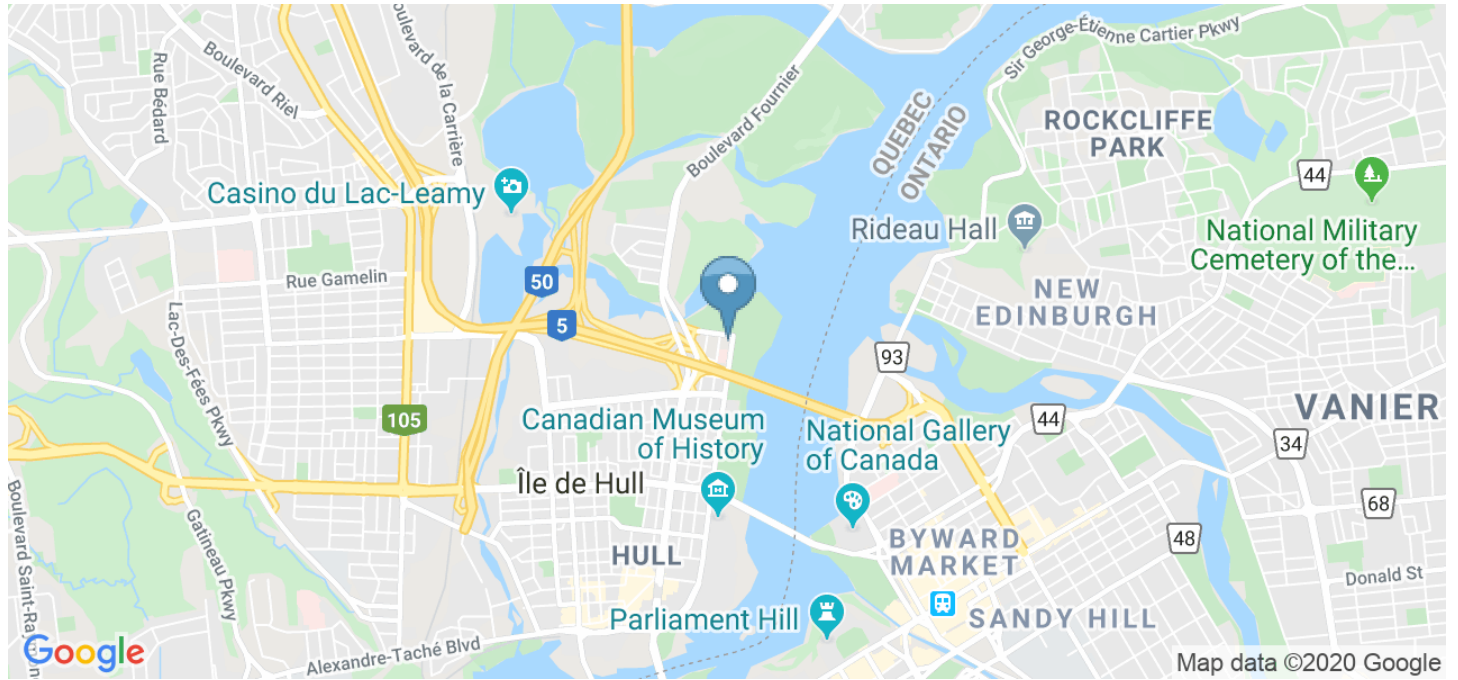 Boulevard Riel
Rue Bédard
Boulevard de la Carrière
Boulevard Fournier
Sir George-Étienne Cartier Pkwy
QUEBEC
ONTARIO
ROCKCLIFFE
PARK
44
Casino du Lac-Leamy
Rideau Hall
National Military
Cemetery of the...
Rue Gamelin
50
5
NEW
EDINBURGH
Lac-Des-Fées Pkwy
93
105
Canadian Museum
of History
National Gallery
of Canada
44
VANIER
34
Île de Hull
68
Boulevard Saint-Raymond
Gatineau Pkwy
HULL
BYWARD
MARKET
48
Donald St
Parliament Hill
SANDY HILL
Alexandre-Taché Blvd
Google
Map data ©2020 Google